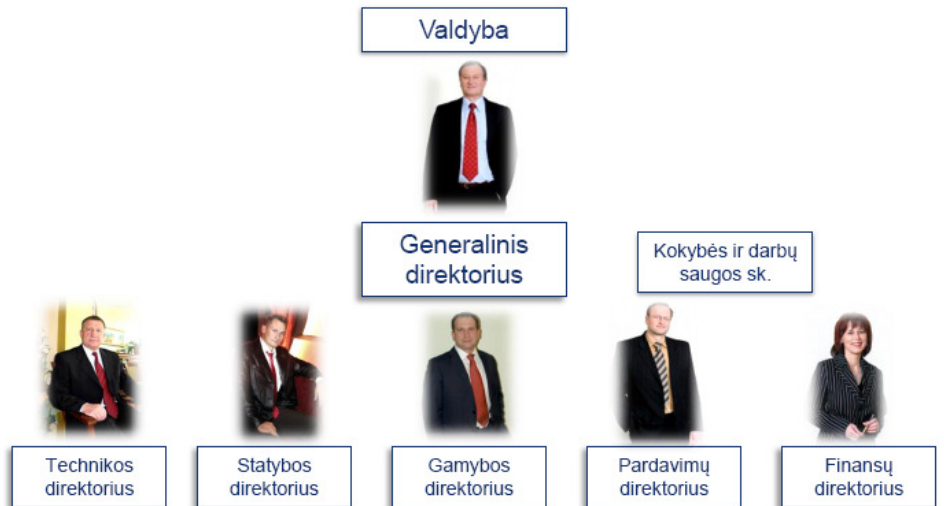 Valdyba
Generalinis
direktorius
Kokybės ir darbų
saugos sk.
Technikos
direktorius
Statybos
direktorius
Gamybos
direktorius
Pardavimų
direktorius
Finansų
direktorius